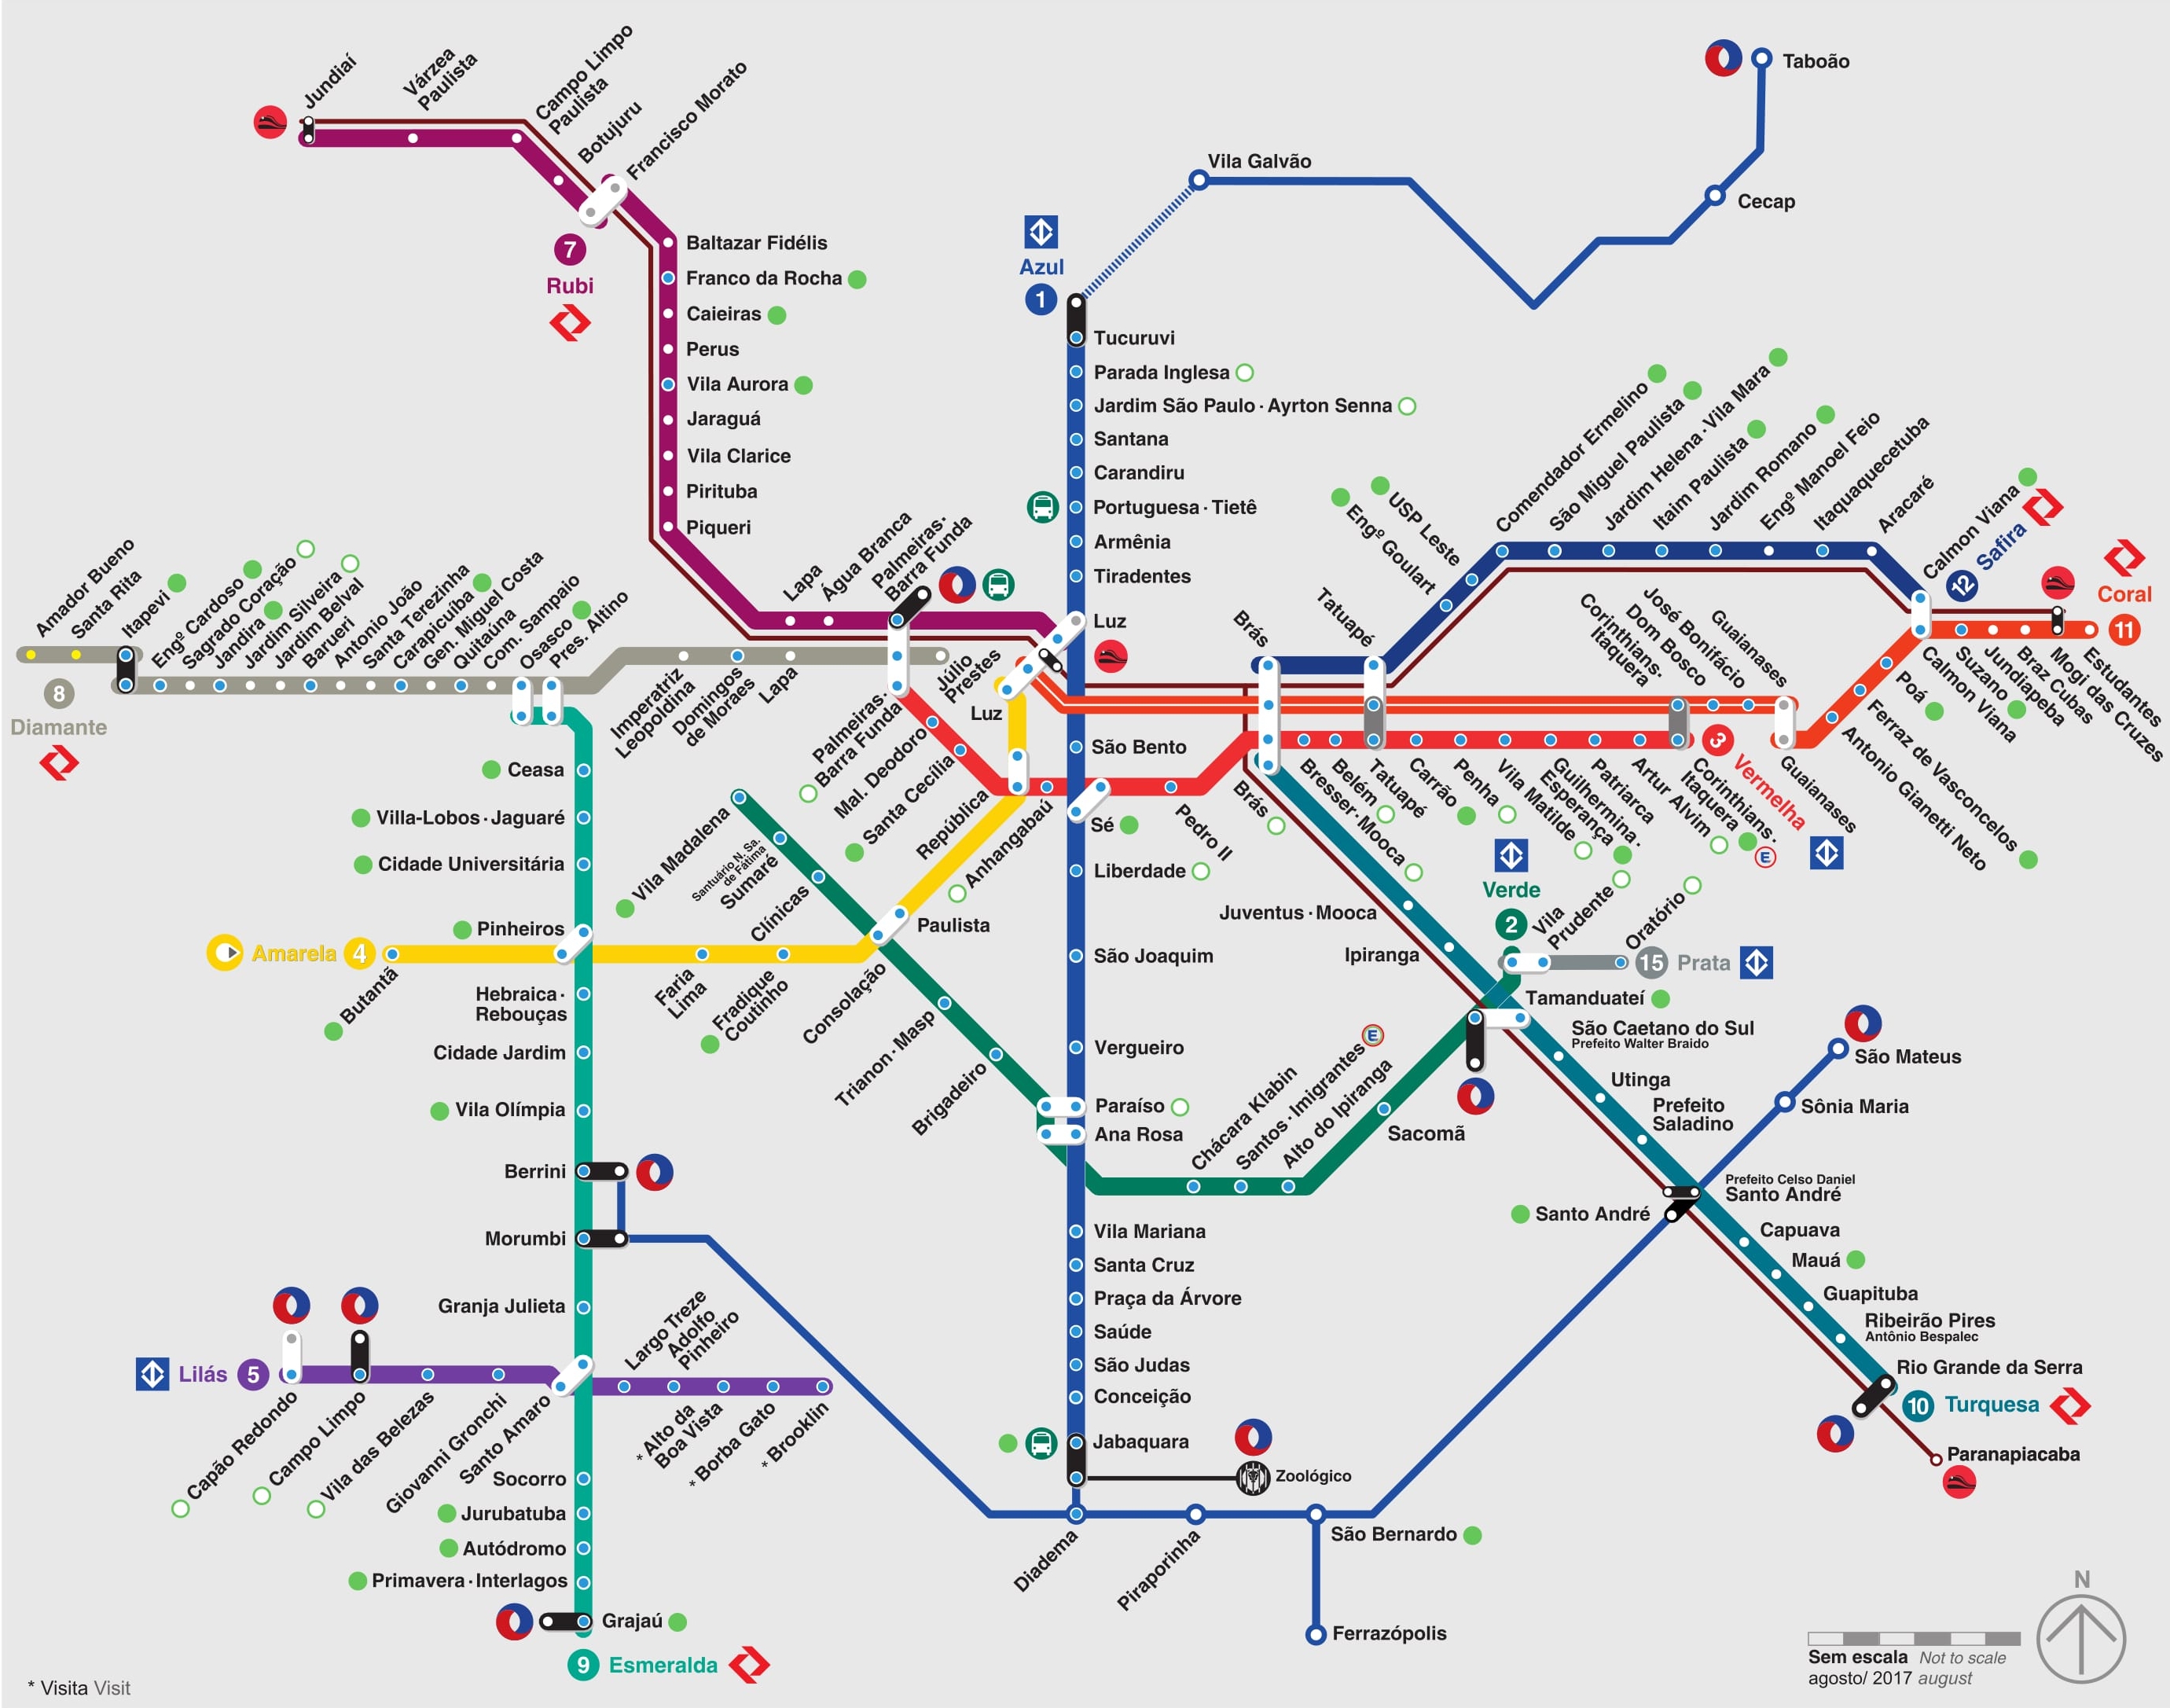 Jundiaí
Várzea
Paulista
Campo Limpo
Paulista
Botujuru
Francisco Morato
7
Rubi
Baltazar Fidélis
Franco da Rocha
Caieiras
Perus
Vila Aurora
Jaraguá
Vila Clarice
Pirituba
Piqueri
Lapa
Água Branca
Palmeiras·
Barra Funda
Luz
Azul
1
Tucuruvi
Parada Inglesa
Jardim São Paulo · Ayrton Senna
Santana
Carandiru
Portuguesa · Tietê
Armênia
Tiradentes
Vila Galvão
Taboão
Cecap
Amador Bueno
Santa Rita
Itapevi
Engº Cardoso
Sagrado Coração
Jandira
Jardim Silveira
Jardim Belval
Barueri
Antonio João
Santa Terezinha
Carapicuíba
Gen. Miguel Costa
Quitaúna
Com. Sampaio
Osasco
Pres. Altino
8
Diamante
Imperatriz
Leopoldina
Domingos
de Moraes
Lapa
Júlio
Prestes
Palmeiras·
Barra Funda
Mal. Deodoro
Santa Cecília
República
Luz
Anhangabaú
São Bento
Sé
Pedro II
Brás
Brás
Tatuapé
Engº Goulart
USP Leste
Comendador Ermelino
São Miguel Paulista
Jardim Helena · Vila Mara
Itaim Paulista
Jardim Romano
Engº Manoel Feio
Itaquaquecetuba
Aracaré
Calmon Viana
12
Safira
Coral
11
Corinthians·
Itaquera
Dom Bosco
José Bonifácio
Guaianases
Calmon Viana
Suzano
Jundiapeba
Braz Cubas
Mogi das Cruzes
Estudantes
Poá
Ferraz de Vasconcelos
Antonio Gianetti Neto
Guaianases
3
Vermelha
Bresser · Mooca
Belém
Tatuapé
Carrão
Penha
Vila Matilde
Guilhermina·
Esperança
Patriarca
Artur Alvim
Corinthians·
Itaquera
E
Ceasa
Villa-Lobos · Jaguaré
Cidade Universitária
Pinheiros
Amarela
4
Butantã
Hebraica·
Rebouças
Cidade Jardim
Vila Olímpia
Berrini
Morumbi
Granja Julieta
Faria
Lima
Fradique
Coutinho
Paulista
Vila Madalena
Santuário N. Sa.
de Fátima
Sumaré
Clínicas
Consolação
Trianon · Masp
Brigadeiro
Liberdade
São Joaquim
Vergueiro
Paraíso
Ana Rosa
Vila Mariana
Santa Cruz
Praça da Árvore
Saúde
São Judas
Conceição
Jabaquara
Zoológico
Chácara Klabin
Santos · Imigrantes
E
Alto do Ipiranga
Sacomã
Verde
2
Vila
Prudente
Oratório
15
Prata
Juventus · Mooca
Ipiranga
Tamanduateí
São Caetano do Sul
Prefeito Walter Braido
Utinga
Prefeito
Saladino
Prefeito Celso Daniel
Santo André
Santo André
Capuava
Mauá
Guapituba
Ribeirão Pires
Antônio Bespalec
Rio Grande da Serra
10
Turquesa
Paranapiacaba
São Mateus
Sônia Maria
Lilás
5
Capão Redondo
Campo Limpo
Vila das Belezas
Giovanni Gronchi
Santo Amaro
Largo Treze
Adolfo
Pinheiro
* Alto da
Boa Vista
* Borba Gato
* Brooklin
Socorro
Jurubatuba
Autódromo
Primavera · Interlagos
Grajaú
9
Esmeralda
Diadema
Piraporinha
São Bernardo
Ferrazópolis
N
Sem escala Not to scale
agosto/ 2017 august
* Visita Visit